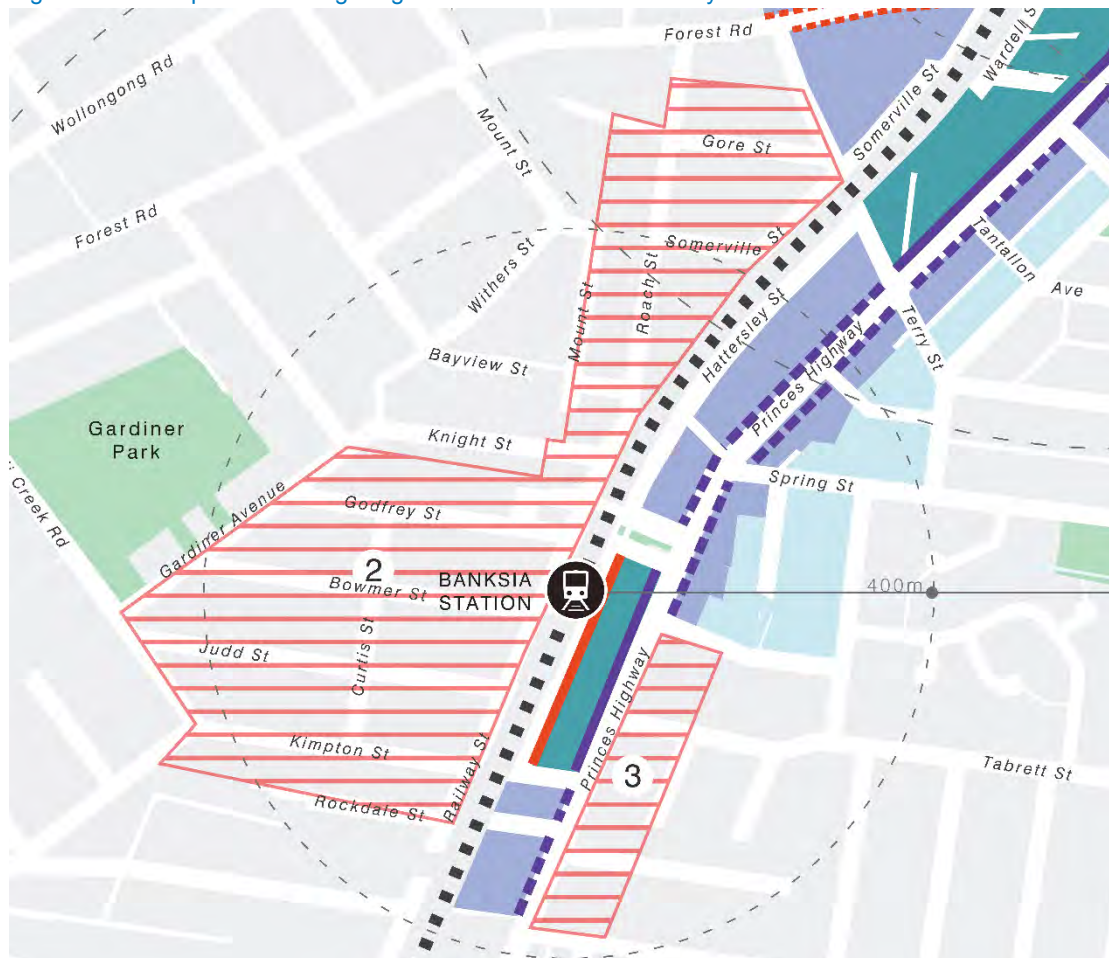 Forest Rd
Wardell S
Wollongong Rd
Mount St
Somerville St
Gore St
Forest Rd
Withers St
Somerville St
Roach St
Mount St
Tantallon
Ave
Hattersley St
Terry St
Bayview St
Princes Highway
Gardiner
Park
Knight St
Spring St
Creek Rd
Gardiner Avenue
Godfrey St
2
Bowmer St
BANKSIA
STATION
400m
Judd St
Curtis St
Princes Highway
Kimpton St
3
Railway St
Tabrett St
Rockdale St